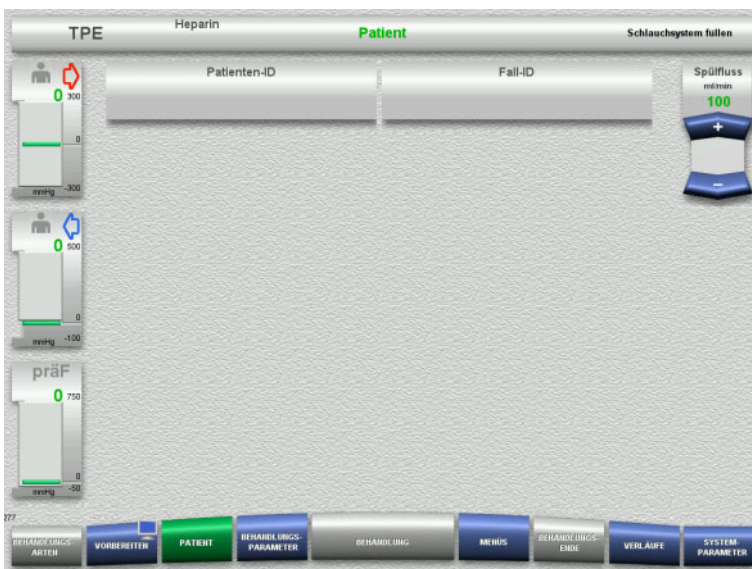 TPE
Heparin
Patient
Schlauchsystem füllen
0
300
0
-300
mmHg
Patienten-ID
Fall-ID
Spülfluss
ml/min
100
+
−
0
500
0
-100
mmHg
präF
0
750
0
-50
mmHg
277
BEHANDLUNGS-
ARTEN
VORBEREITEN
PATIENT
BEHANDLUNGS-
PARAMETER
BEHANDLUNG
MENÜS
BEHANDLUNGS-
ENDE
VERLÄUFE
SYSTEM-
PARAMETER